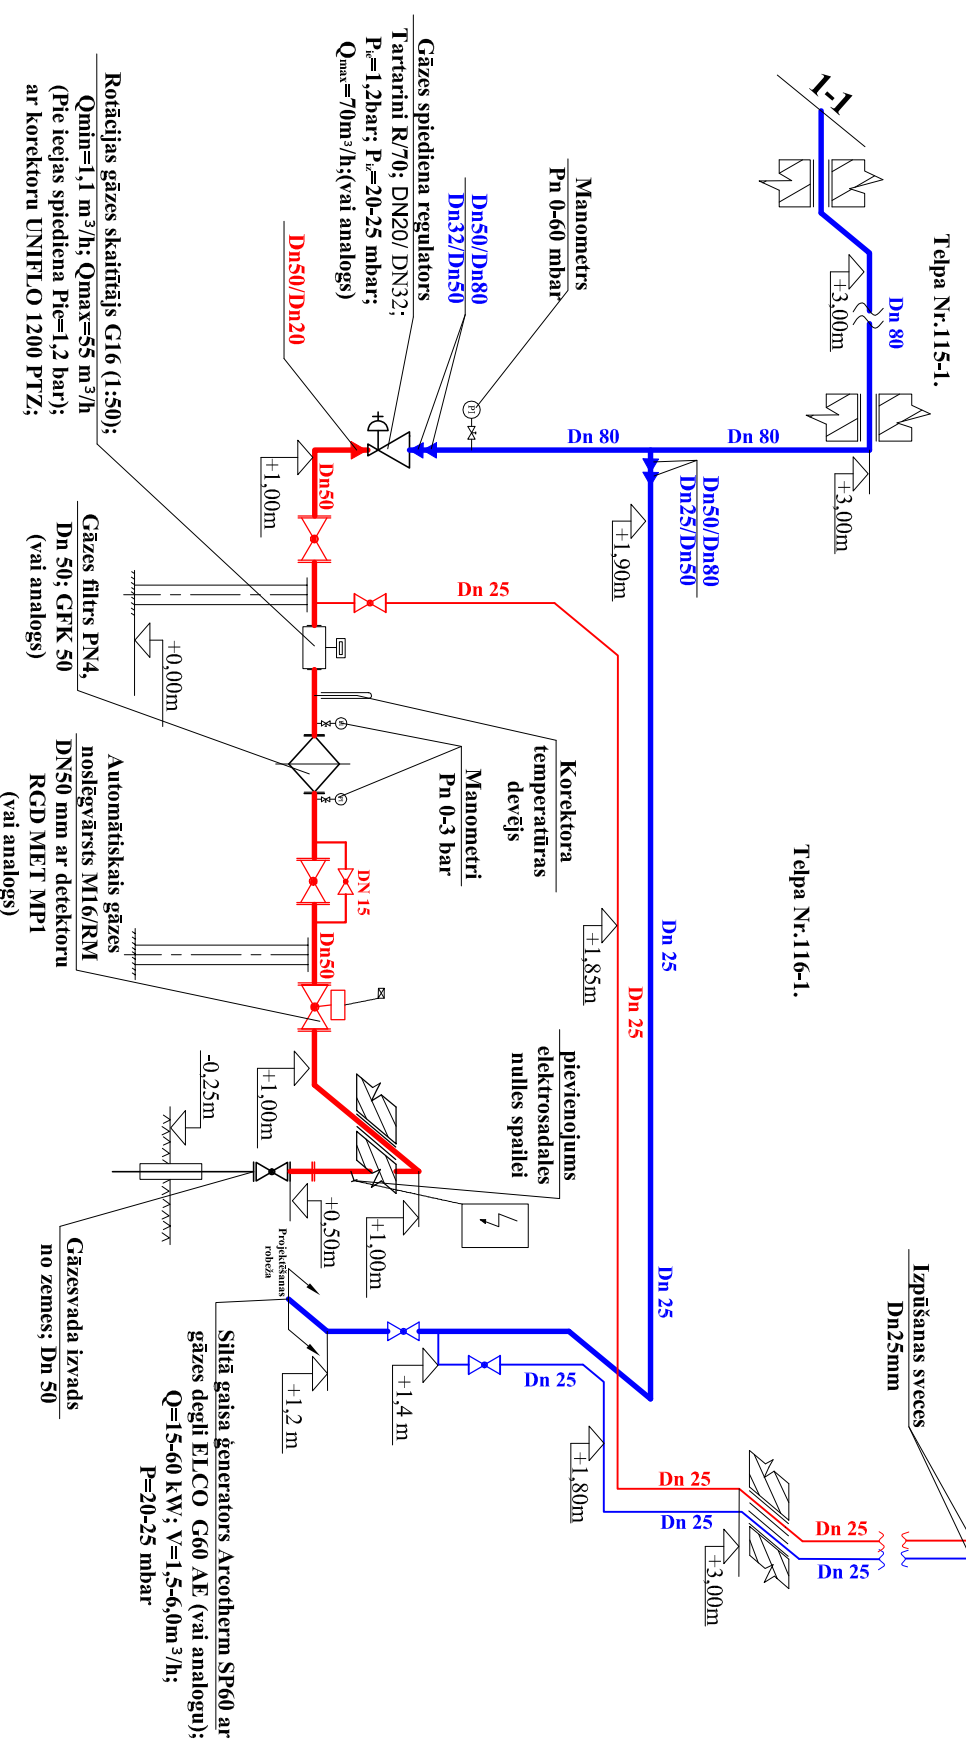 1-1
Telpa Nr.115-1.
Dn 80
+3,00m
+3,00m
Dn 80
Dn 80
Manometrs
Pn 0-60 mbar
PI
Dn50/Dn80
Dn32/Dn50
Gāzes spiediena regulators
Tartarini R/70; DN20/ DN32;
Pie=1,2bar; Piz=20-25 mbar;
Qmax=70m³/h;(vai analogs)
Dn50/Dn20
Rotācijas gāzes skaitītājs G16 (1:50);
Qmin=1,1 m³/h; Qmax=55 m³/h
(Pie ieejas spiediena Pie=1,2 bar);
ar korektoru UNIFLO 1200 PTZ;
Dn50/Dn80
Dn25/Dn50
+1,90m
+1,00m
Dn50
Dn 25
+0,00m
Gāzes filtrs PN4,
Dn 50; GFK 50
(vai analogs)
Korektora
temperatūras
devējs
Manometri
Pn 0-3 bar
DN 15
Dn50
Automātiskais gāzes
noslēgvārsts M16/RM
DN50 mm ar detektoru
RGD MET MP1
(vai analogs)
Telpa Nr.116-1.
Dn 25
+1,85m
Dn 25
pievienojums
elektrosadales
nulles spailei
+1,00m
-0,25m
+0,50m
+1,00m
Gāzesvada izvads
no zemes; Dn 50
Projektēšanas
robeža
Dn 25
+1,2 m
+1,4 m
Dn 25
+1,80m
Siltā gaisa ģenerators Arcotherm SP60 ar
gāzes degli ELCO G60 AE (vai analogu);
Q=15-60 kW; V=1,5-6,0m³/h;
P=20-25 mbar
Izpūšanas sveces
Dn25mm
Dn 25
Dn 25
+3,00m
Dn 25
Dn 25